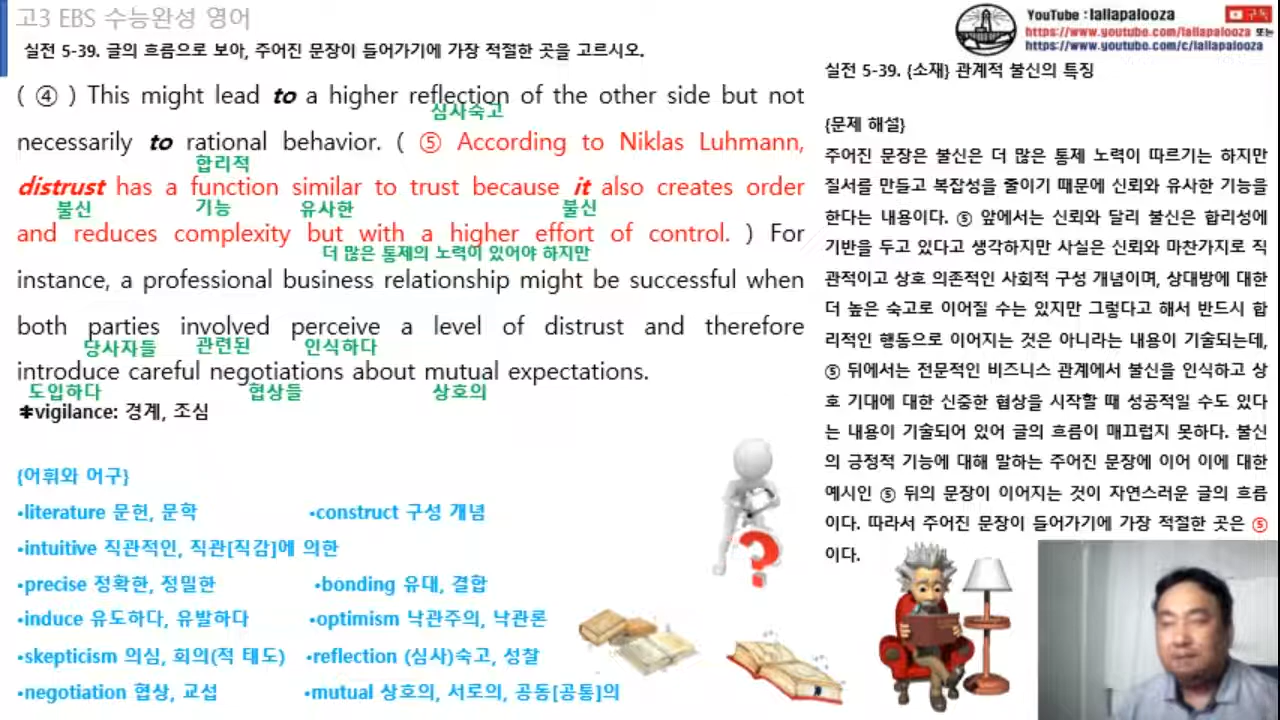 고3 EBS 수능완성 영어
실전 5-39. 글의 흐름으로 보아, 주어진 문장이 들어가기에 가장 적절한 곳을 고르시오.
( ④ ) This might lead to a higher reflection of the other side but not
심사숙고
necessarily to rational behavior. ( ⑤ According to Niklas Luhmann,
합리적
distrust has a function similar to trust because it also creates order
불신 기능 유사한 불신
and reduces complexity but with a higher effort of control. ) For
더 많은 통제의 노력이 있어야 하지만
instance, a professional business relationship might be successful when
both parties involved perceive a level of distrust and therefore
당사자들 관련된 인식하다
introduce careful negotiations about mutual expectations.
도입하다 협상들 상호의
✱vigilance: 경계, 조심
{어휘와 어구}
•literature 문헌, 문학 •construct 구성 개념
•intuitive 직관적인, 직관[직감]에 의한
•precise 정확한, 정밀한 •bonding 유대, 결합
•induce 유도하다, 유발하다 •optimism 낙관주의, 낙관론
•skepticism 의심, 회의(적 태도) •reflection (심사)숙고, 성찰
•negotiation 협상, 교섭 •mutual 상호의, 서로의, 공동[공통]의
YouTube : lallapalooza 구독
https://www.youtube.com/lallapalooza 또는
https://www.youtube.com/c/lallapalooza
실전 5-39. {소재} 관계적 불신의 특징
{문제 해설}
주어진 문장은 불신은 더 많은 통제 노력이 따르기는 하지만
질서를 만들고 복잡성을 줄이기 때문에 신뢰와 유사한 기능을
한다는 내용이다. ⑤ 앞에서는 신뢰와 달리 불신은 합리성에
기반을 두고 있다고 생각하지만 사실은 신뢰와 마찬가지로 직
관적이고 상호 의존적인 사회적 구성 개념이며, 상대방에 대한
더 높은 숙고로 이어질 수는 있지만 그렇다고 해서 반드시 합
리적인 행동으로 이어지는 것은 아니라는 내용이 기술되는데,
⑤ 뒤에서는 전문적인 비즈니스 관계에서 불신을 인식하고 상
호 기대에 대한 신중한 협상을 시작할 때 성공적일 수도 있다
는 내용이 기술되어 있어 글의 흐름이 매끄럽지 못하다. 불신
의 긍정적 기능에 대해 말하는 주어진 문장에 이어 이에 대한
예시인 ⑤ 뒤의 문장이 이어지는 것이 자연스러운 글의 흐름
이다. 따라서 주어진 문장이 들어가기에 가장 적절한 곳은 ⑤
이다.